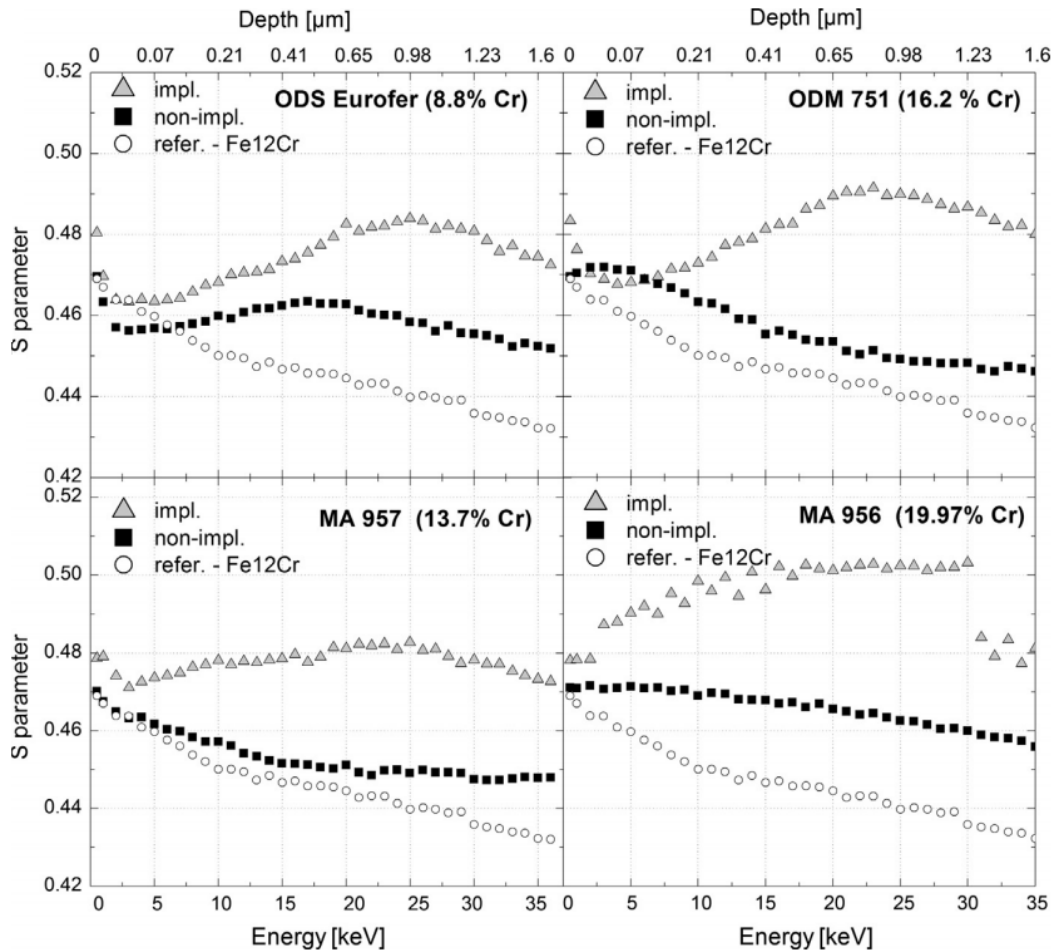 Depth [µm]
Depth [µm]
0 0.07 0.21 0.41 0.65 0.98 1.23 1.6
0 0.07 0.21 0.41 0.65 0.98 1.23 1.6
S parameter
0.52
0.50
0.48
0.46
0.44
0.42
impl.
non-impl.
refer. - Fe12Cr
ODS Eurofer (8.8% Cr)
impl.
non-impl.
refer. - Fe12Cr
ODM 751 (16.2 % Cr)
S parameter
0.52
0.50
0.48
0.46
0.44
0.42
impl.
non-impl.
refer. - Fe12Cr
MA 957 (13.7% Cr)
impl.
non-impl.
refer. - Fe12Cr
MA 956 (19.97% Cr)
0 5 10 15 20 25 30 35
0 5 10 15 20 25 30 35
Energy [keV]
Energy [keV]